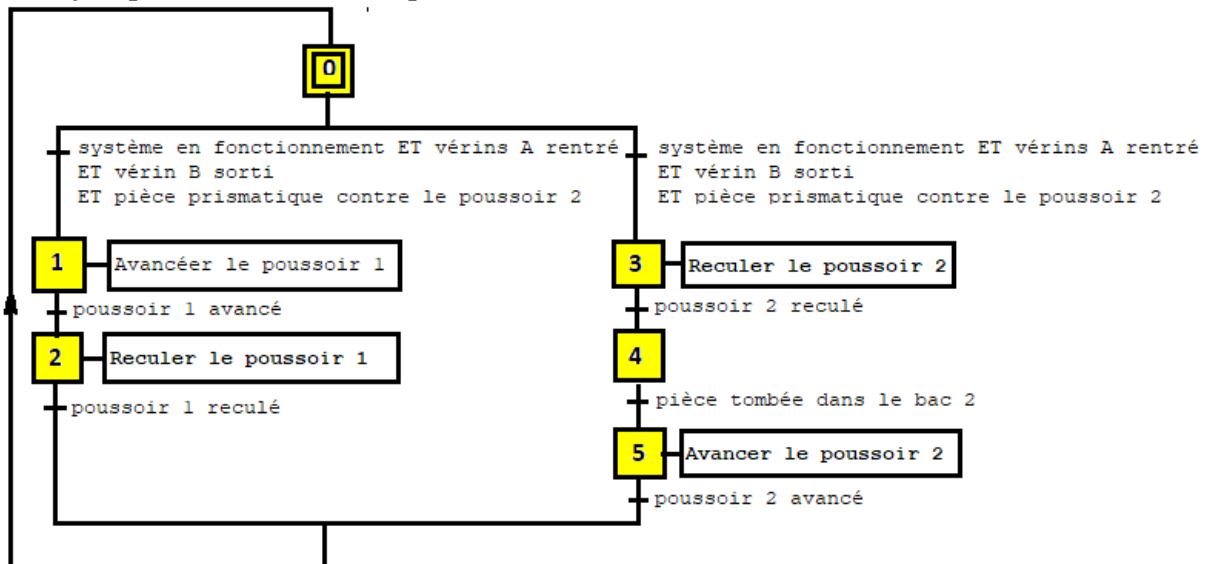 0
système en fonctionnement ET vérins A rentré
ET vérin B sorti
ET pièce prismatique contre le poussoir 2
système en fonctionnement ET vérins A rentré
ET vérin B sorti
ET pièce prismatique contre le poussoir 2
1
Avancéer le poussoir 1
poussoir 1 avancé
2
Reculer le poussoir 1
poussoir 1 reculé
3
Reculer le poussoir 2
poussoir 2 reculé
4
pièce tombée dans le bac 2
5
Avancer le poussoir 2
poussoir 2 avancé